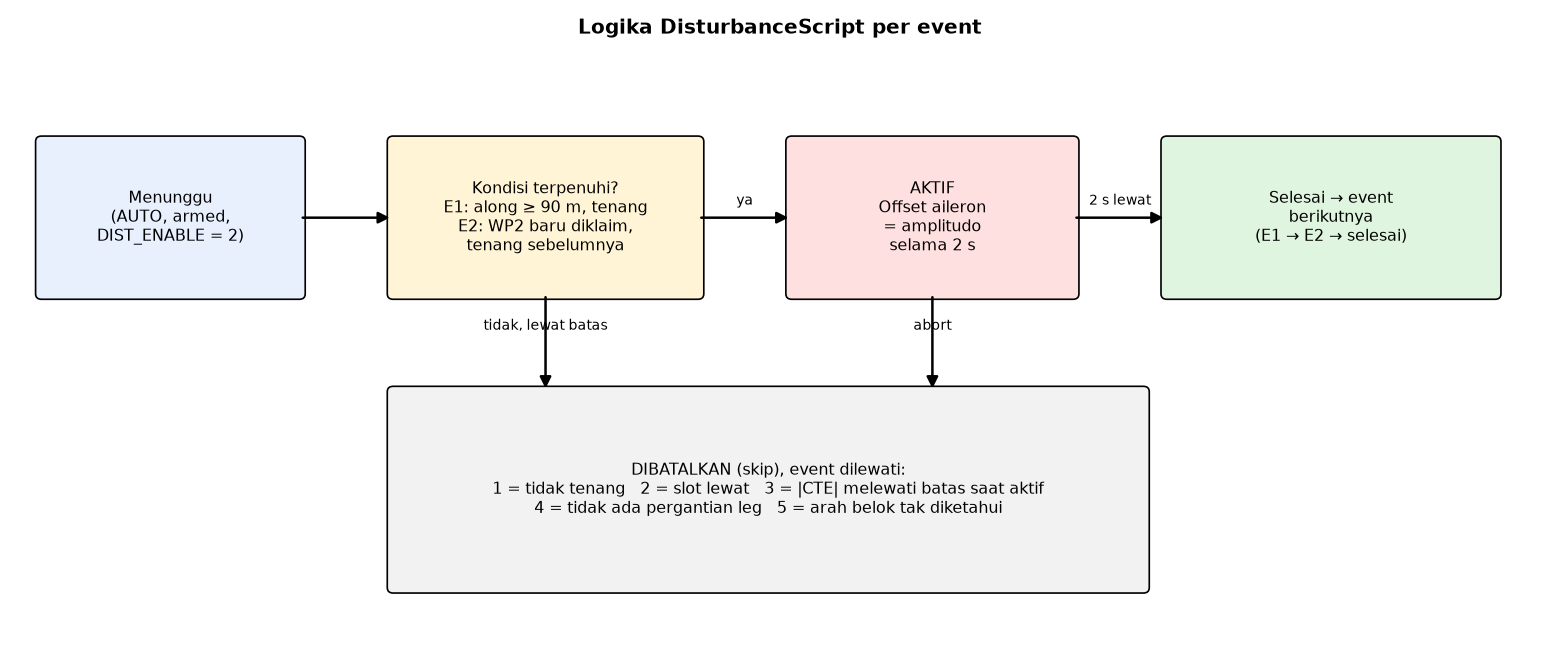 Logika DisturbanceScript per event
Menunggu
(AUTO, armed,
DIST_ENABLE = 2)
Kondisi terpenuhi?
E1: along ≥ 90 m, tenang
E2: WP2 baru diklaim,
tenang sebelumnya
ya
AKTIF
Offset aileron
= amplitudo
selama 2 s
2 s lewat
Selesai → event
berikutnya
(E1 → E2 → selesai)
tidak, lewat batas
abort
DIBATALKAN (skip), event dilewati:
1 = tidak tenang   2 = slot lewat   3 = |CTE| melewati batas saat aktif
4 = tidak ada pergantian leg   5 = arah belok tak diketahui